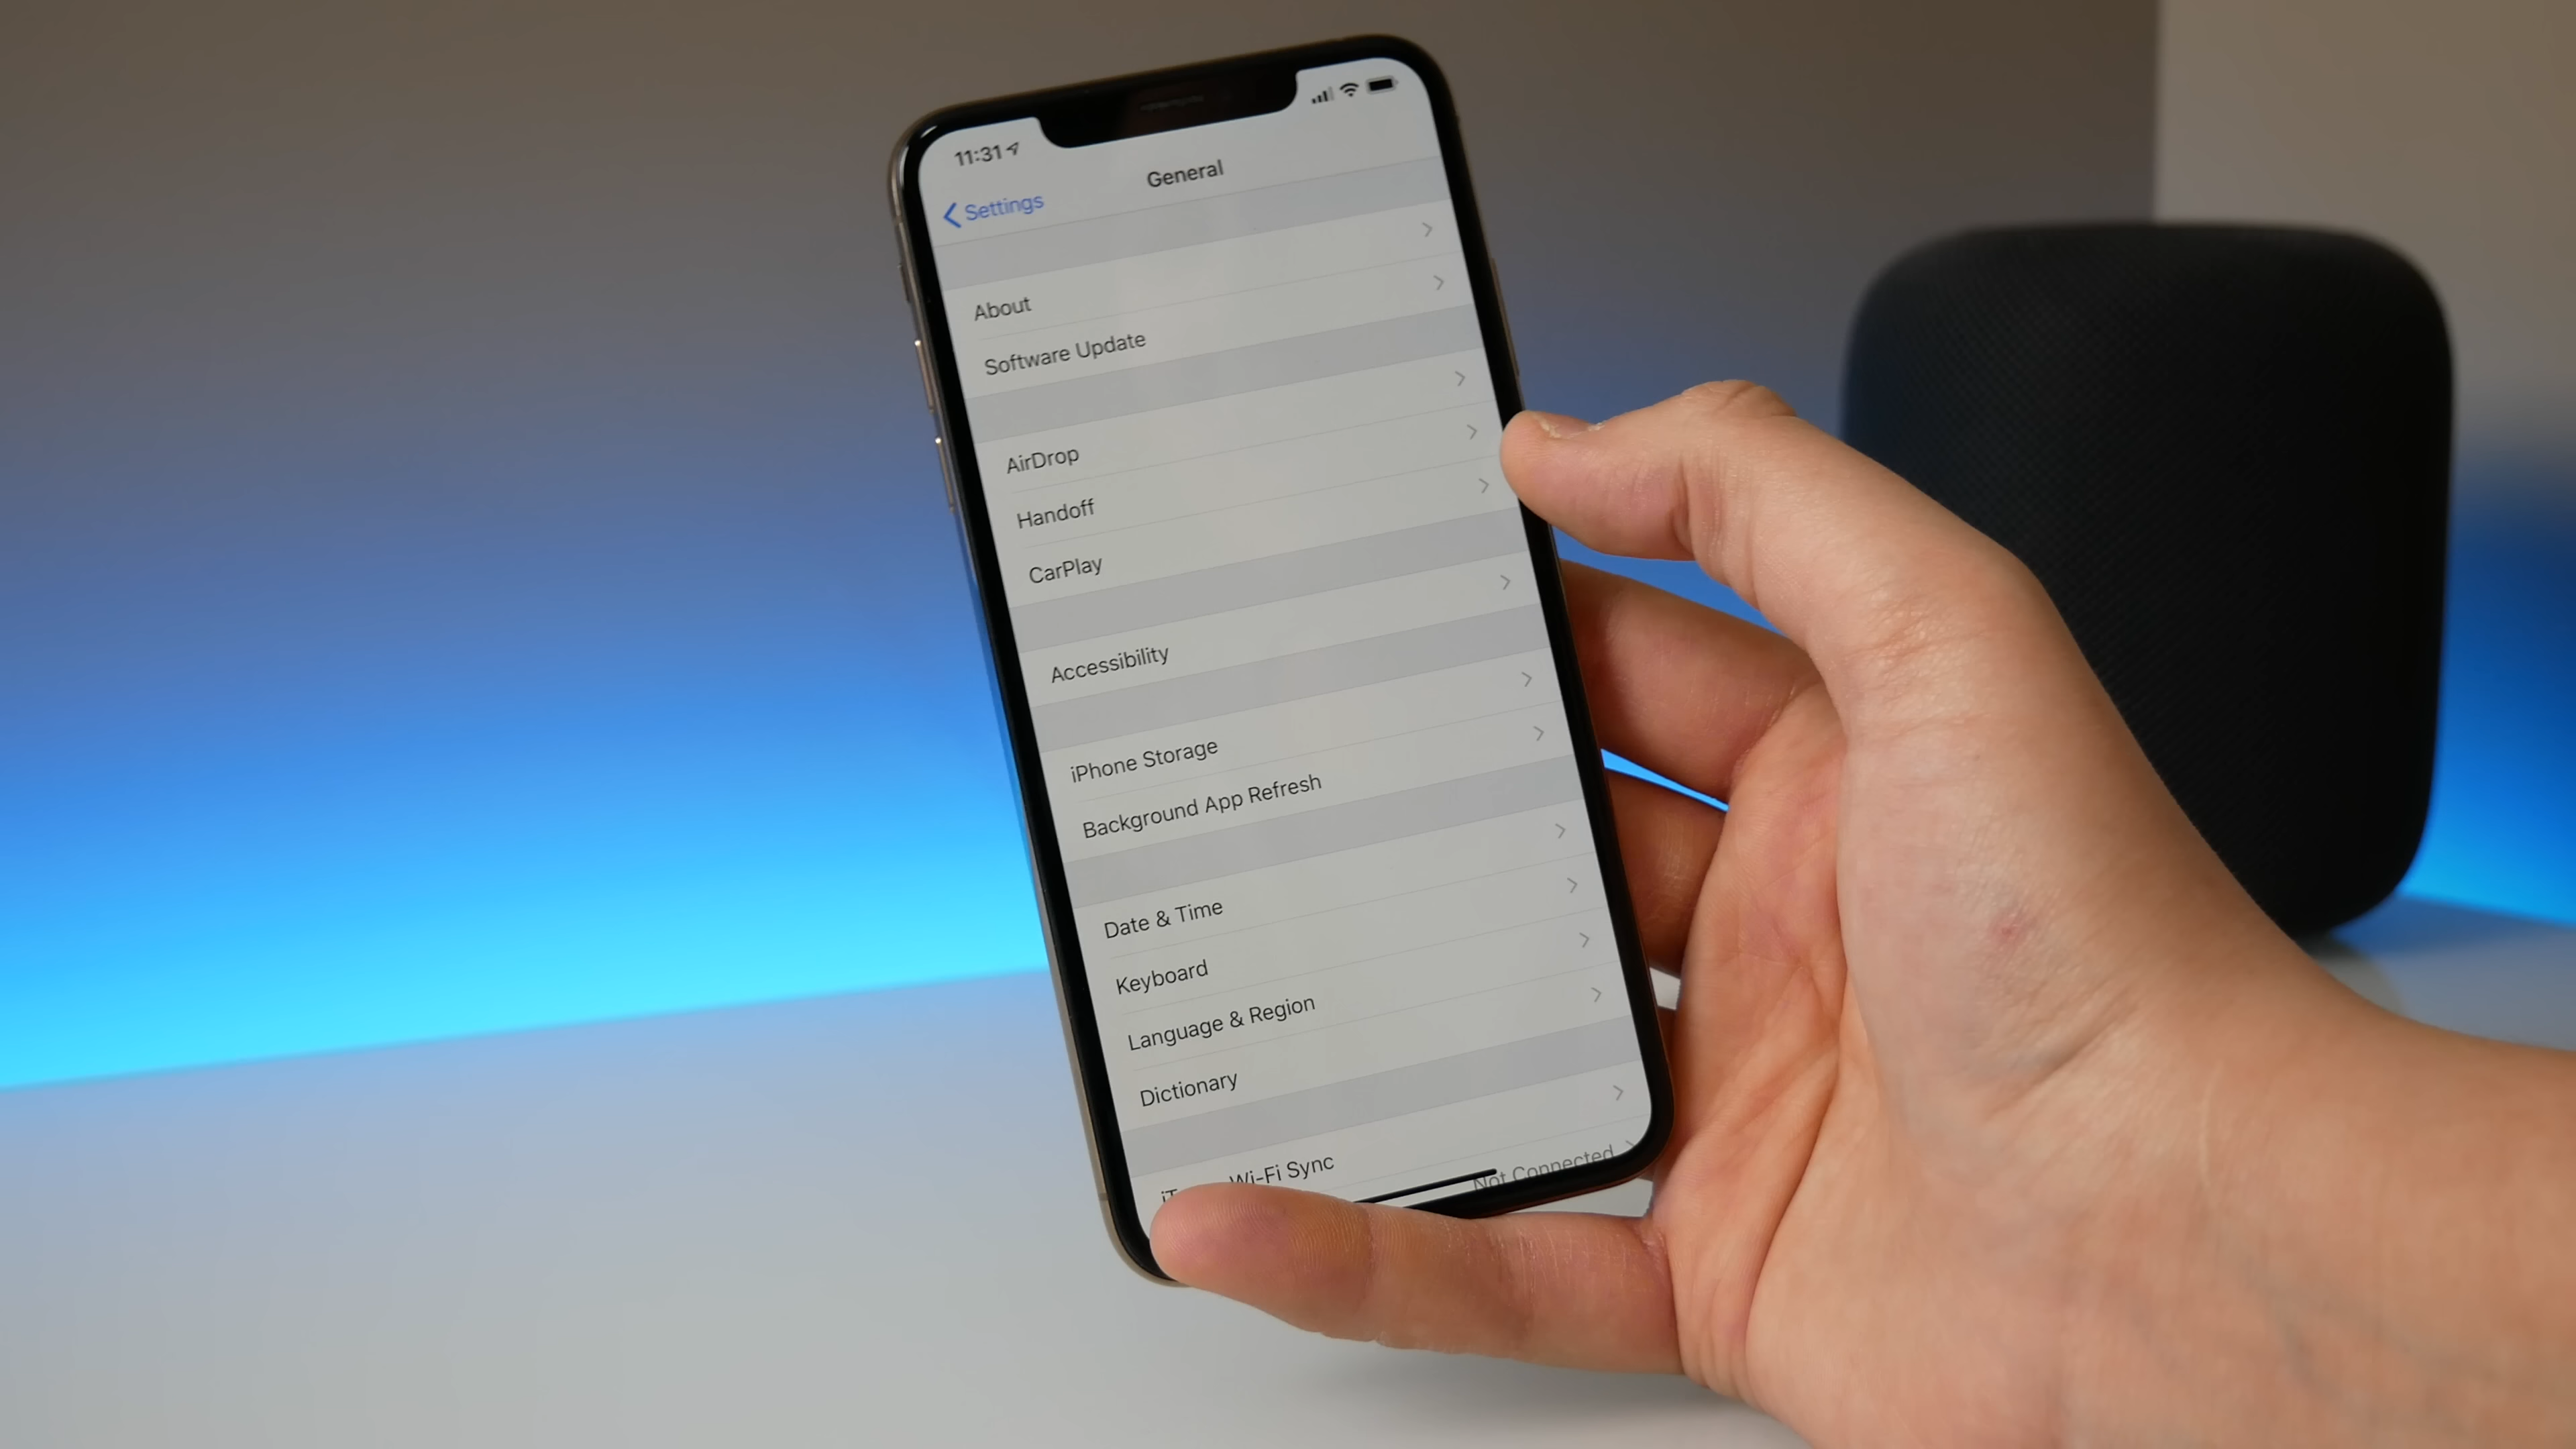 11:31
Settings
General
About
Software Update
AirDrop
Handoff
CarPlay
Accessibility
iPhone Storage
Background App Refresh
Date & Time
Keyboard
Language & Region
Dictionary
Wi-Fi Sync
Not Connected